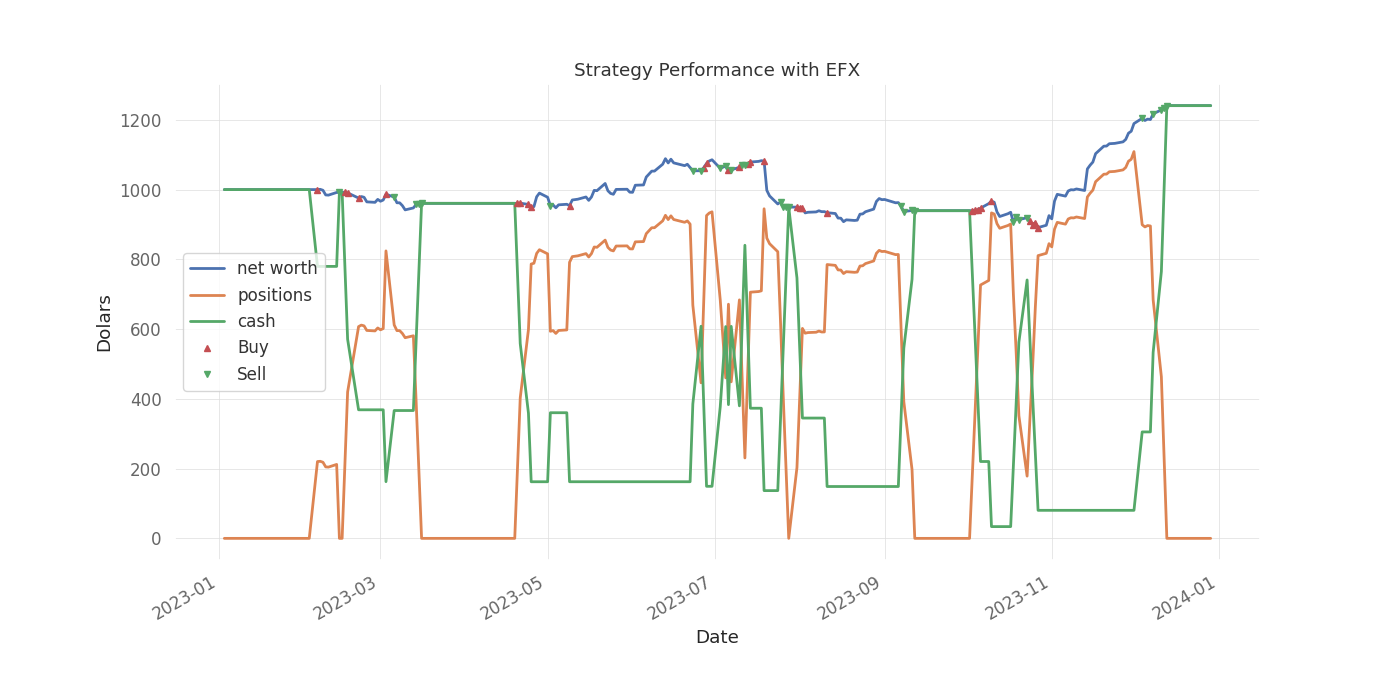 Strategy Performance with EFX
1200
1000
800
600
400
200
0
Dolars
net worth
positions
cash
Buy
Sell
2023-01
2023-03
2023-05
2023-07
2023-09
2023-11
2024-01
Date